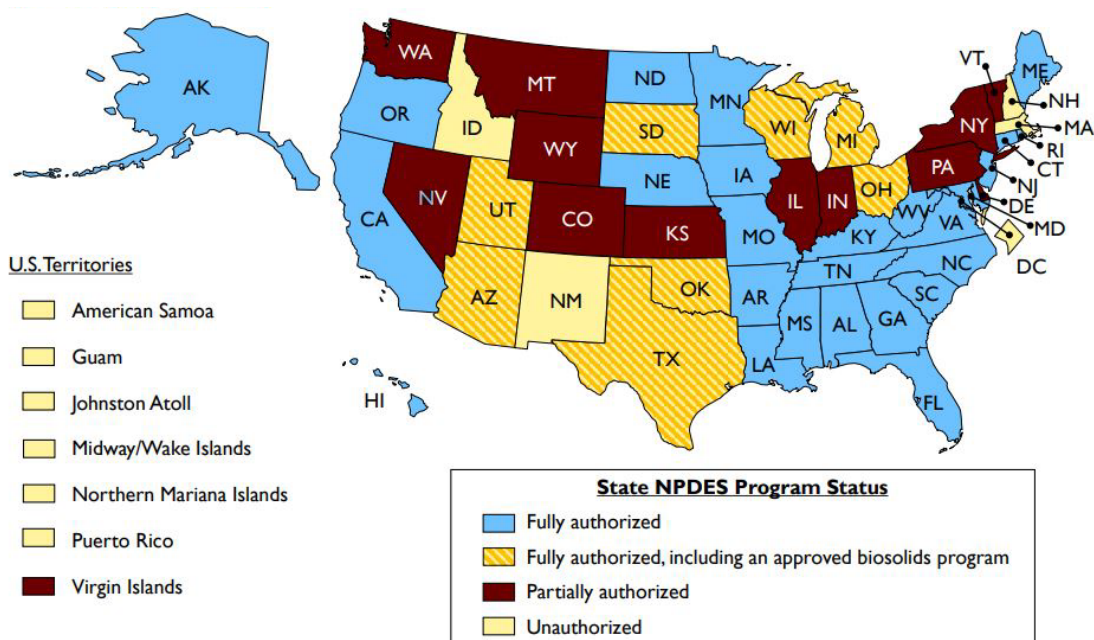 AK
WA
MT
ND
MN
VT
ME
NH
MA
RI
CT
NJ
DE
MD
DC
OR
ID
WY
SD
WI
MI
NY
PA
NV
UT
CO
NE
IA
IL
IN
OH
WV
VA
CA
KS
MO
KY
NC
TN
SC
AZ
NM
OK
AR
MS
AL
GA
TX
LA
FL
HI
U.S. Territories
American Samoa
Guam
Johnston Atoll
Midway/Wake Islands
Northern Mariana Islands
Puerto Rico
Virgin Islands
State NPDES Program Status
Fully authorized
Fully authorized, including an approved biosolids program
Partially authorized
Unauthorized